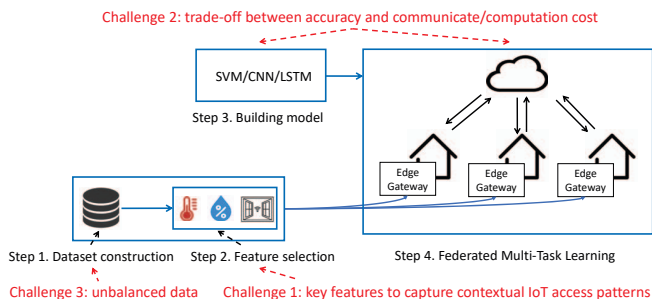 Challenge 2: trade-off between accuracy and communicate/computation cost
SVM/CNN/LSTM
Step 3. Building model
Edge
Gateway
Edge
Gateway
Edge
Gateway
%
Step 1. Dataset construction
Step 2. Feature selection
Step 4. Federated Multi-Task Learning
Challenge 3: unbalanced data
Challenge 1: key features to capture contextual IoT access patterns